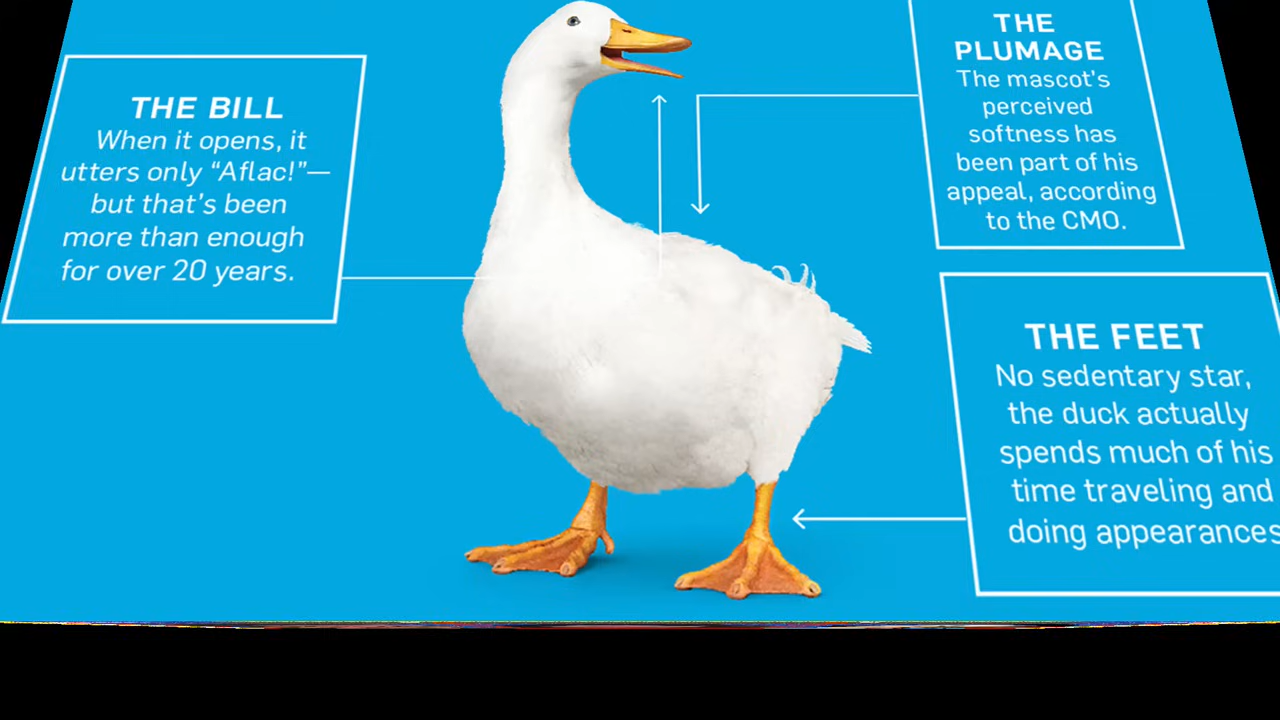 THE BILL
When it opens, it
utters only “Aflac!”—
but that’s been
more than enough
for over 20 years.
THE
PLUMAGE
The mascot’s
perceived
softness has
been part of his
appeal, according
to the CMO.
THE FEET
No sedentary star,
the duck actually
spends much of his
time traveling and
doing appearances